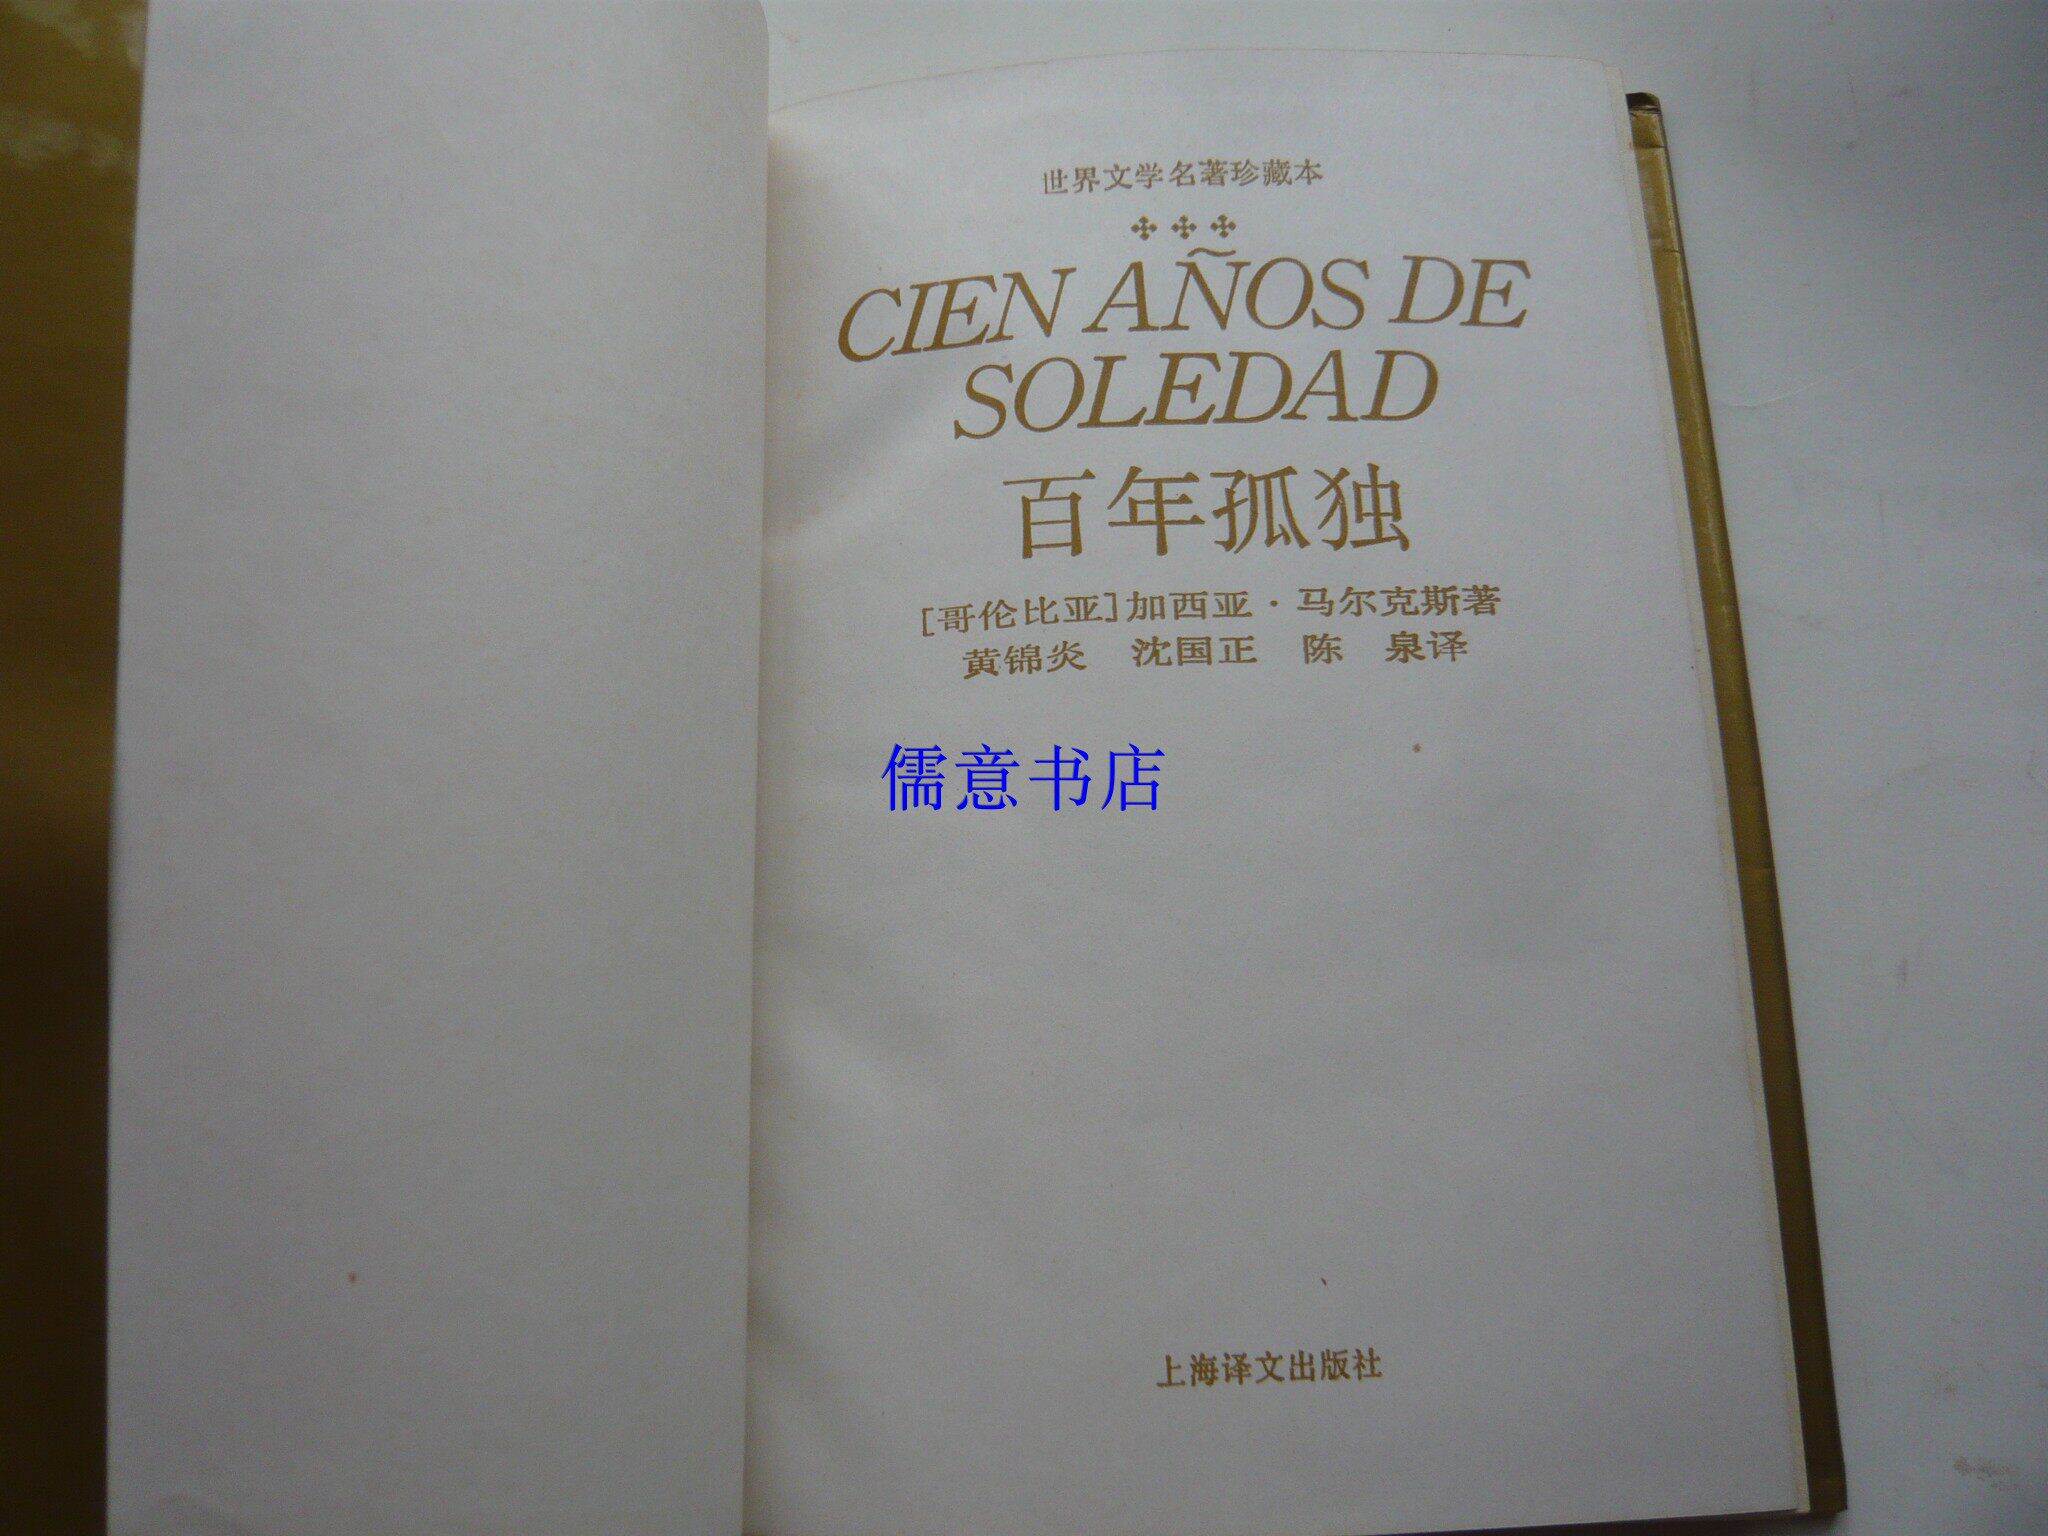 世界文学名著珍藏本
CIEN AÑOS DE
SOLEDAD
百年孤独
[哥伦比亚]加西亚·马尔克斯著
黄锦炎 沈国正 陈 泉译
儒意书店
上海译文出版社